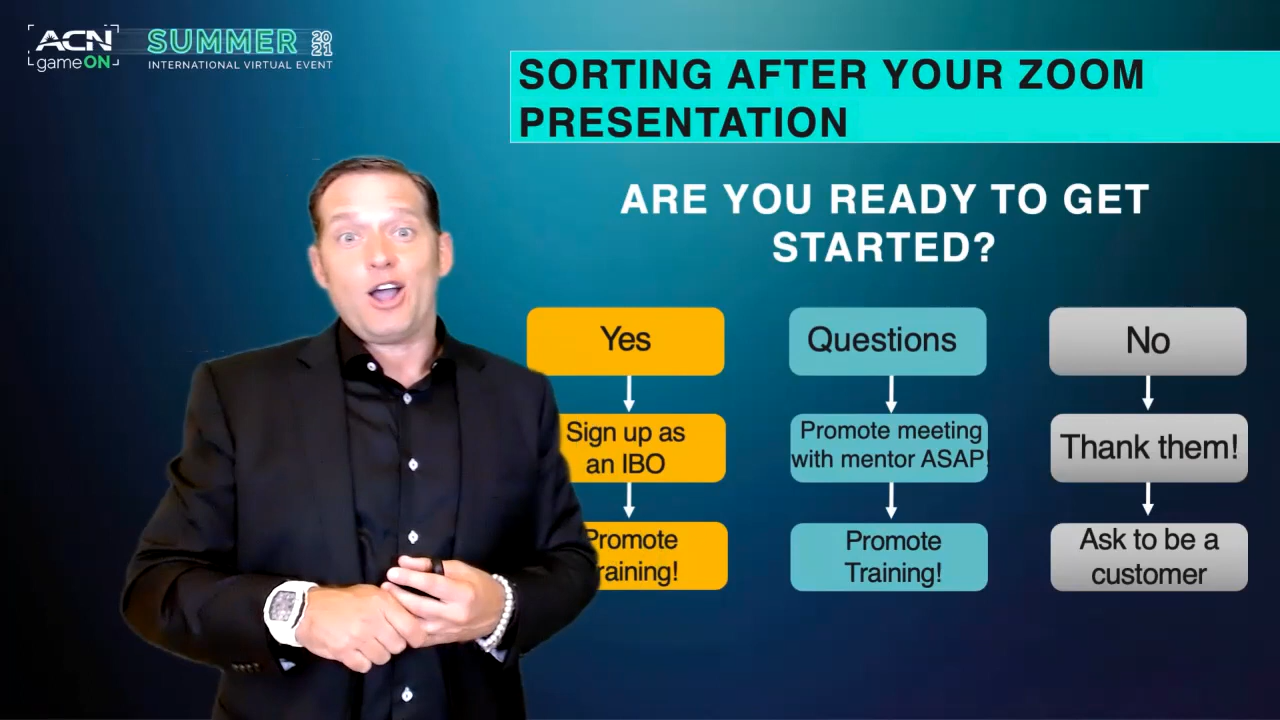 ACN
gameON
SUMMER 2021
INTERNATIONAL VIRTUAL EVENT
SORTING AFTER YOUR ZOOM
PRESENTATION
ARE YOU READY TO GET
STARTED?
Yes
Sign up as
an IBO
Promote
raining!
Questions
Promote meeting
with mentor ASAP!
Promote
Training!
No
Thank them!
Ask to be a
customer